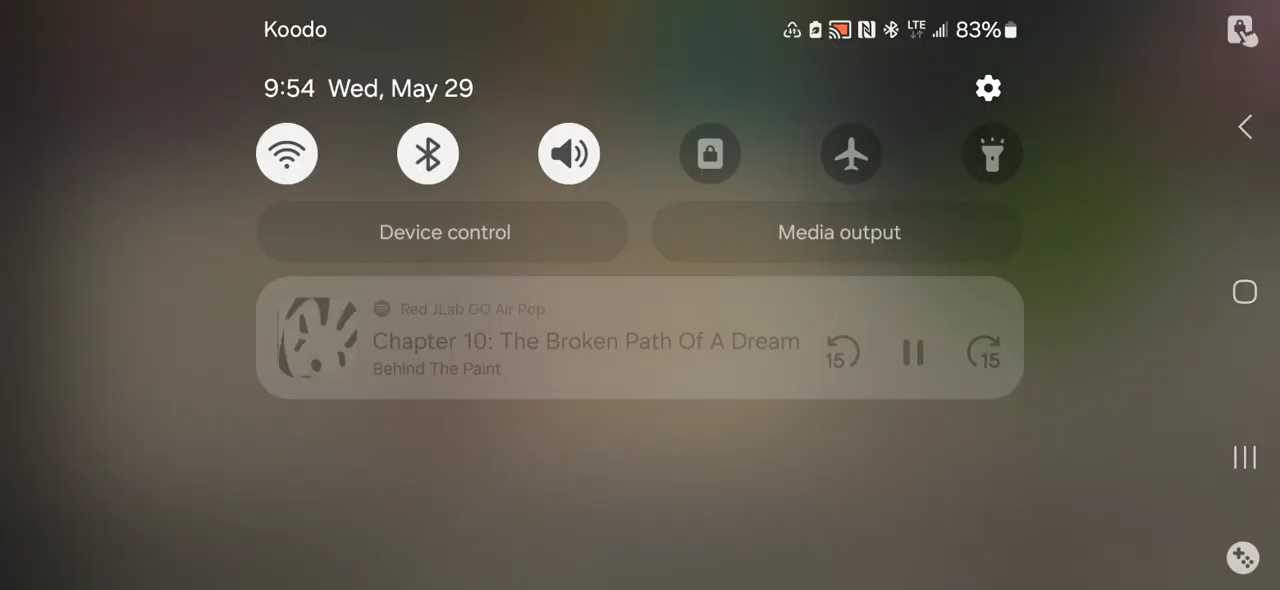 Koodo
LTE 83%
9:54 Wed, May 29
Device control
Media output
Red JLab GO Air Pop
Chapter 10: The Broken Path Of A Dream
Behind The Paint
15
15